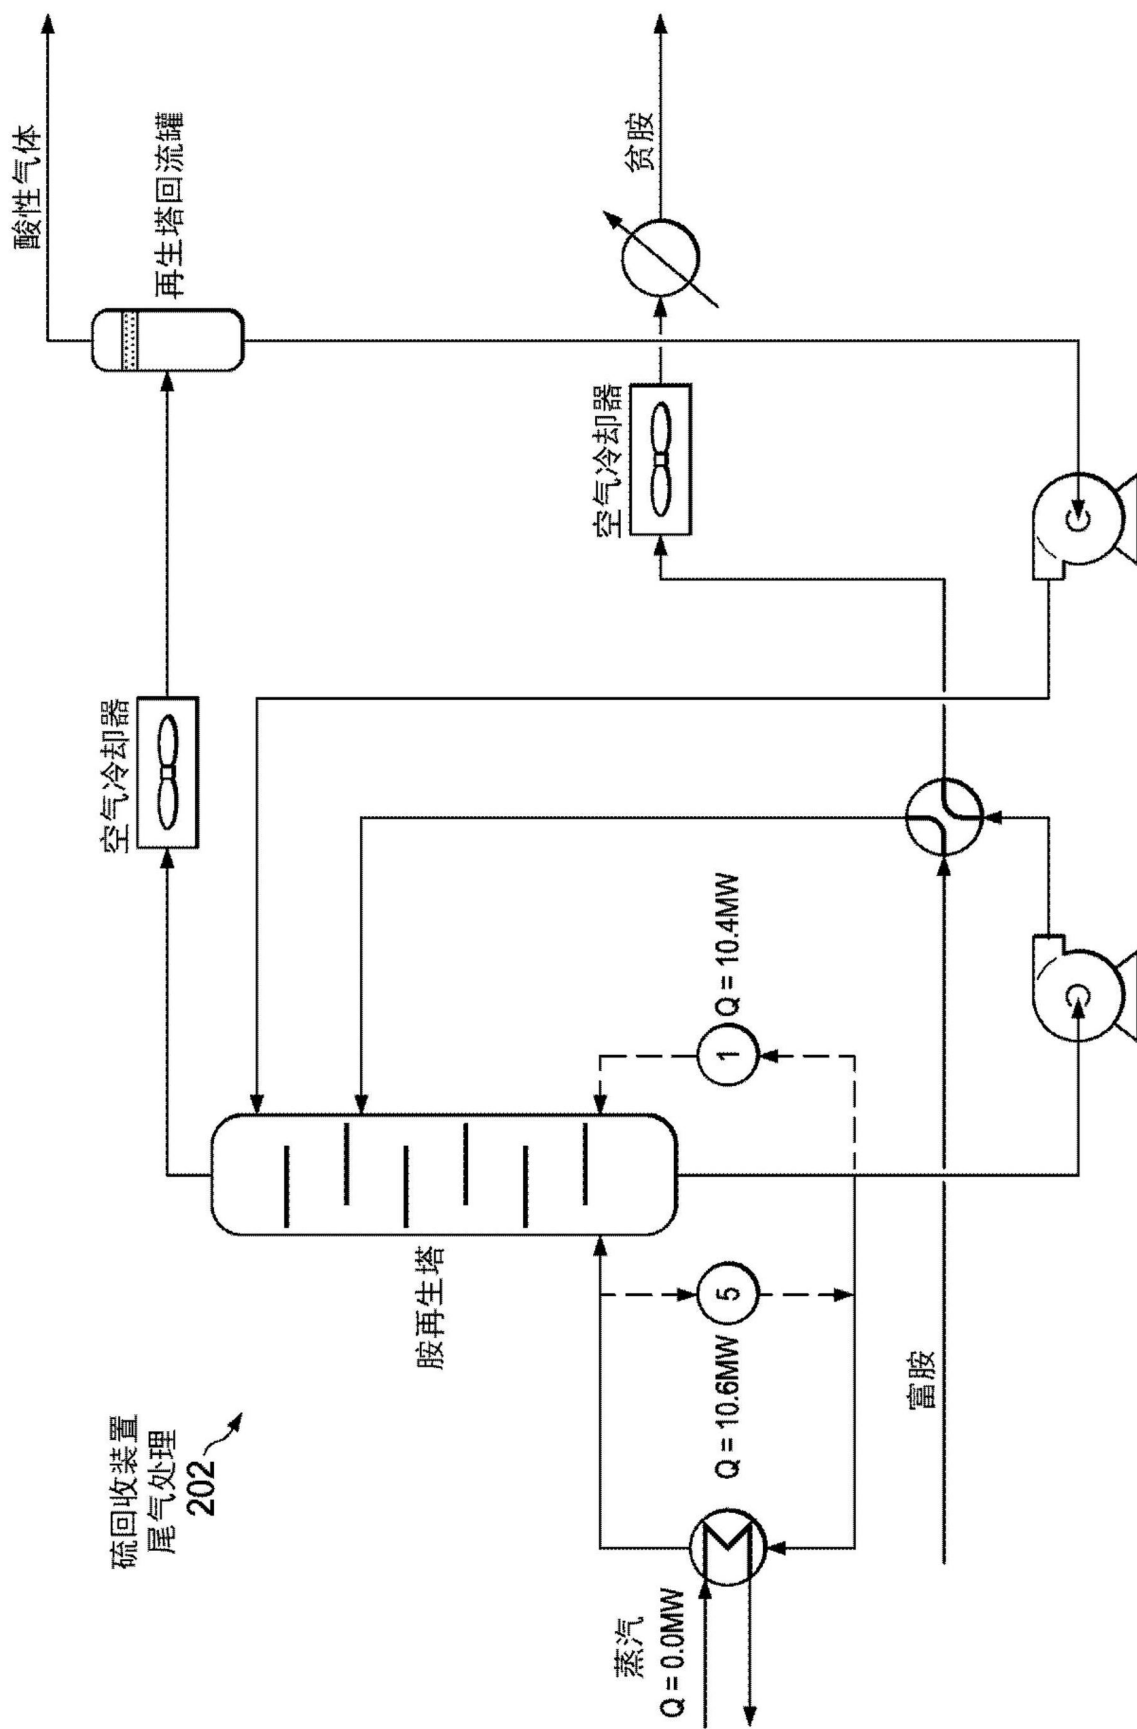 硫回收装置
尾气处理
202
酸性气体
再生塔回流罐
空气冷却器
空气冷却器
贫胺
胺再生塔
1
Q = 10.4MW
5
Q = 10.6MW
富胺
蒸汽
Q = 0.0MW